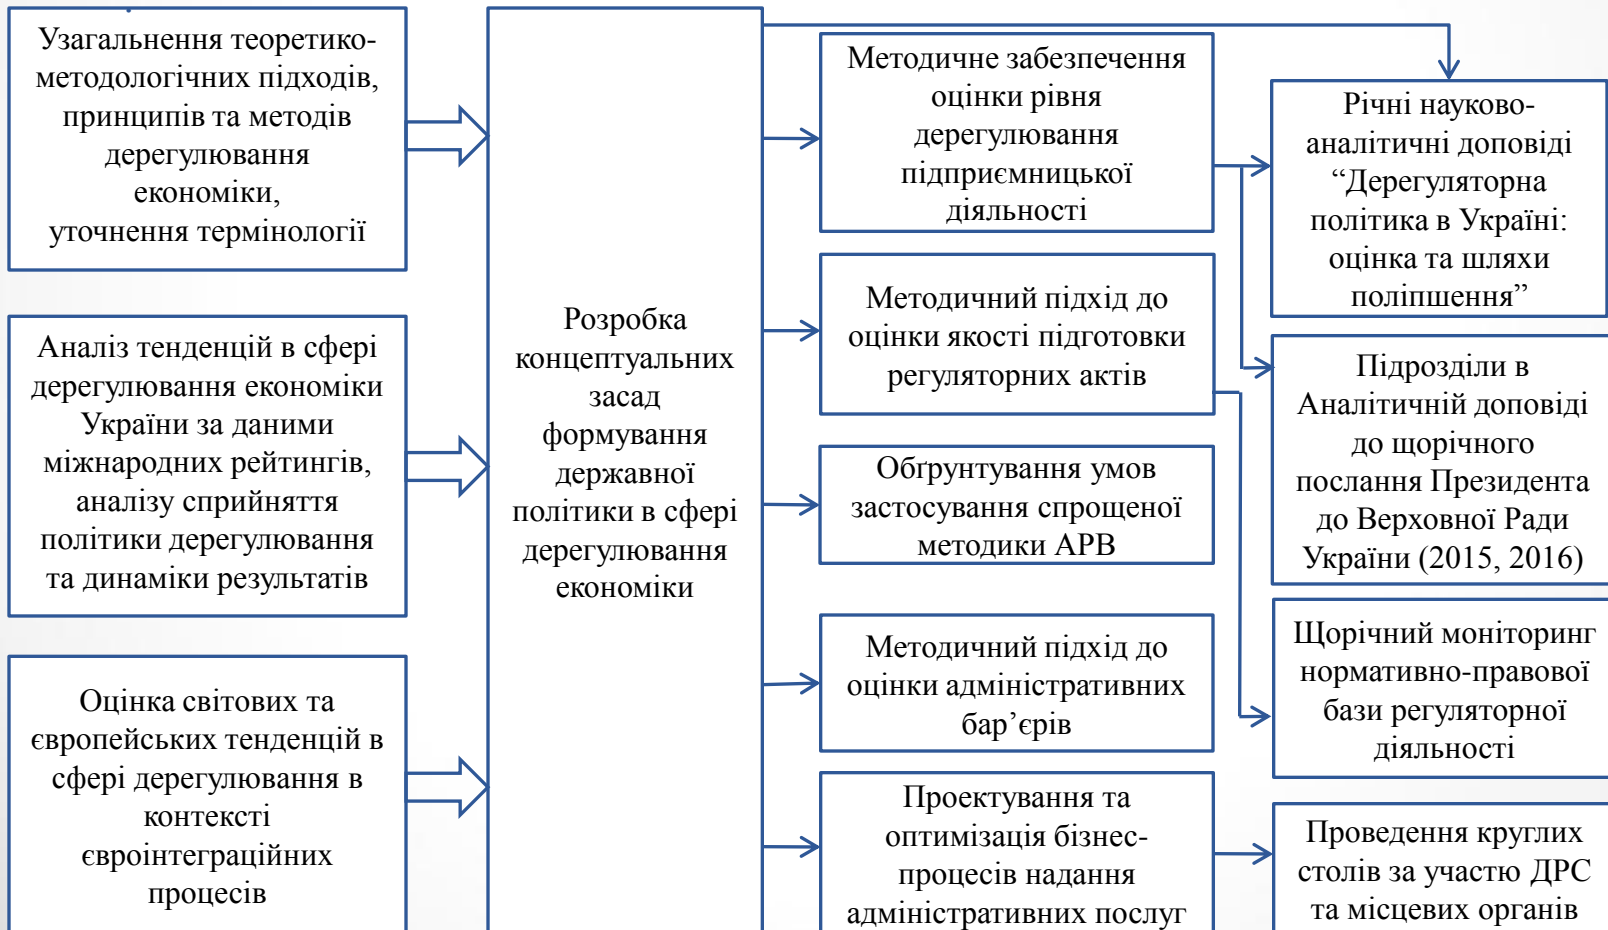 Узагальнення теоретико-
методологічних підходів,
принципів та методів
дерегулювання
економіки,
уточнення термінології
Аналіз тенденцій в сфері
дерегулювання економіки
України за даними
міжнародних рейтингів,
аналізу сприйняття
політики дерегулювання
та динаміки результатів
Оцінка світових та
європейських тенденцій в
сфері дерегулювання в
контексті
євроінтеграційних
процесів
Розробка
концептуальних
засад
формування
державної
політики в сфері
дерегулювання
економіки
Методичне забезпечення
оцінки рівня
дерегулювання
підприємницької
діяльності
Методичний підхід до
оцінки якості підготовки
регуляторних актів
Обґрунтування умов
застосування спрощеної
методики АРВ
Методичний підхід до
оцінки адміністративних
бар’єрів
Проектування та
оптимізація бізнес-
процесів надання
адміністративних послуг
Річні науково-
аналітичні доповіді
“Дерегуляторна
політика в Україні:
оцінка та шляхи
поліпшення”
Підрозділи в
Аналітичній доповіді
до щорічного
послання Президента
до Верховної Ради
України (2015, 2016)
Щорічний моніторинг
нормативно-правової
бази регуляторної
діяльності
Проведення круглих
столів за участю ДРС
та місцевих органів